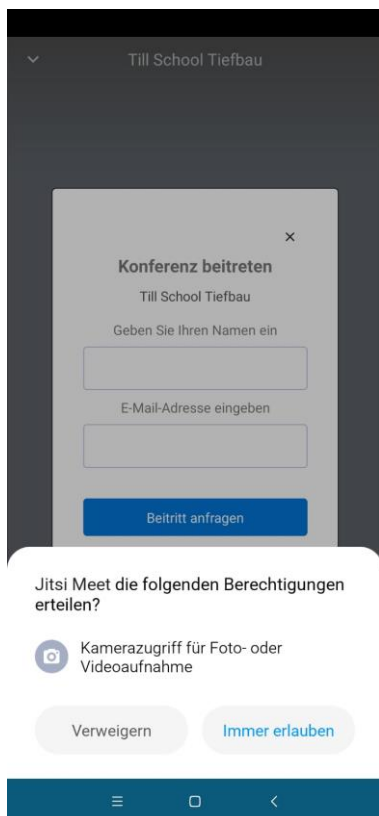 Till School Tiefbau
Konferenz beitreten
Till School Tiefbau
Geben Sie Ihren Namen ein
E-Mail-Adresse eingeben
Beitritt anfragen
Jitsi Meet die folgenden Berechtigungen
erteilen?
Kamerazugriff für Foto- oder
Videoaufnahme
Verweigern
Immer erlauben